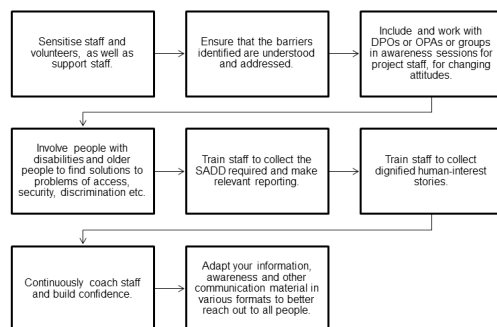 Sensitise staff and
volunteers, as well as
support staff.
Ensure that the barriers
identified are understood
and addressed.
Include and work with
DPOs or OPAs or groups
in awareness sessions for
project staff, for changing
attitudes.
Involve people with
disabilities and older
people to find solutions to
problems of access,
security, discrimination etc.
Train staff to collect the
SADD required and make
relevant reporting.
Train staff to collect
dignified human-interest
stories.
Continuously coach staff
and build confidence.
Adapt your information,
awareness and other
communication material in
various formats to better
reach out to all people.